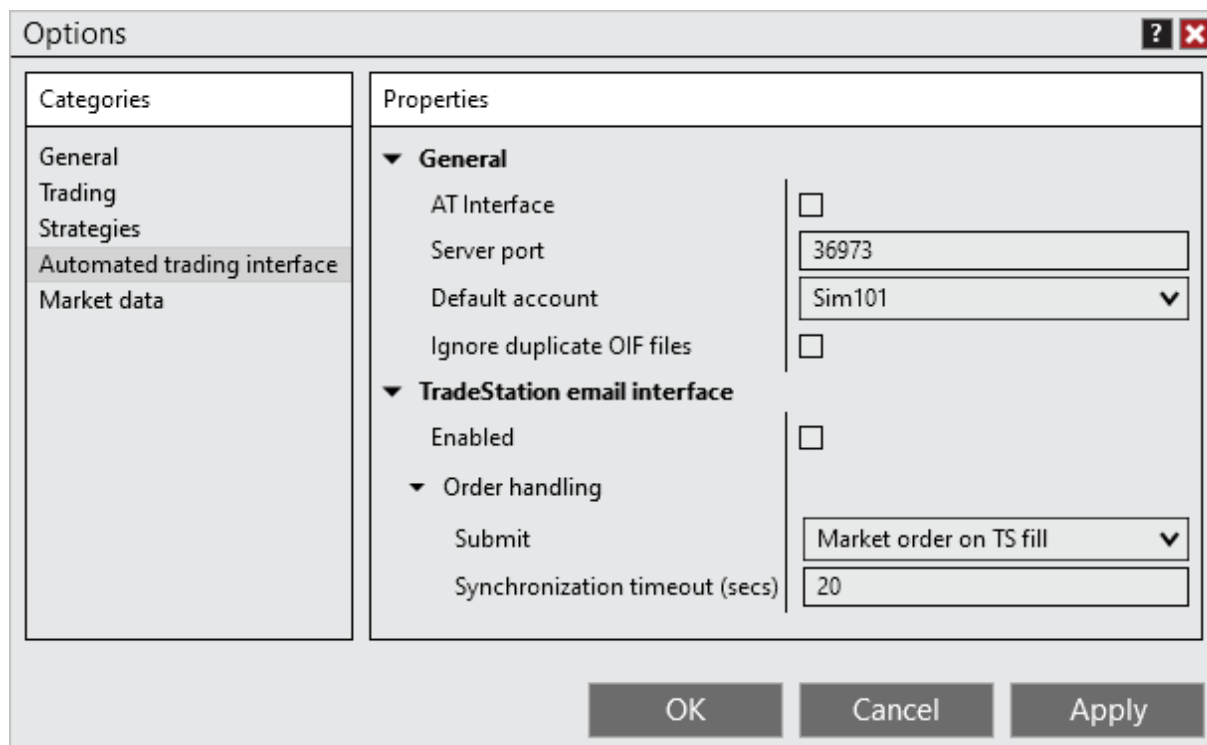 Options
?
Categories
General
Trading
Strategies
Automated trading interface
Market data
Properties
General
AT Interface
Server port 36973
Default account Sim101
Ignore duplicate OIF files
TradeStation email interface
Enabled
Order handling
Submit Market order on TS fill
Synchronization timeout (secs) 20
OK Cancel Apply